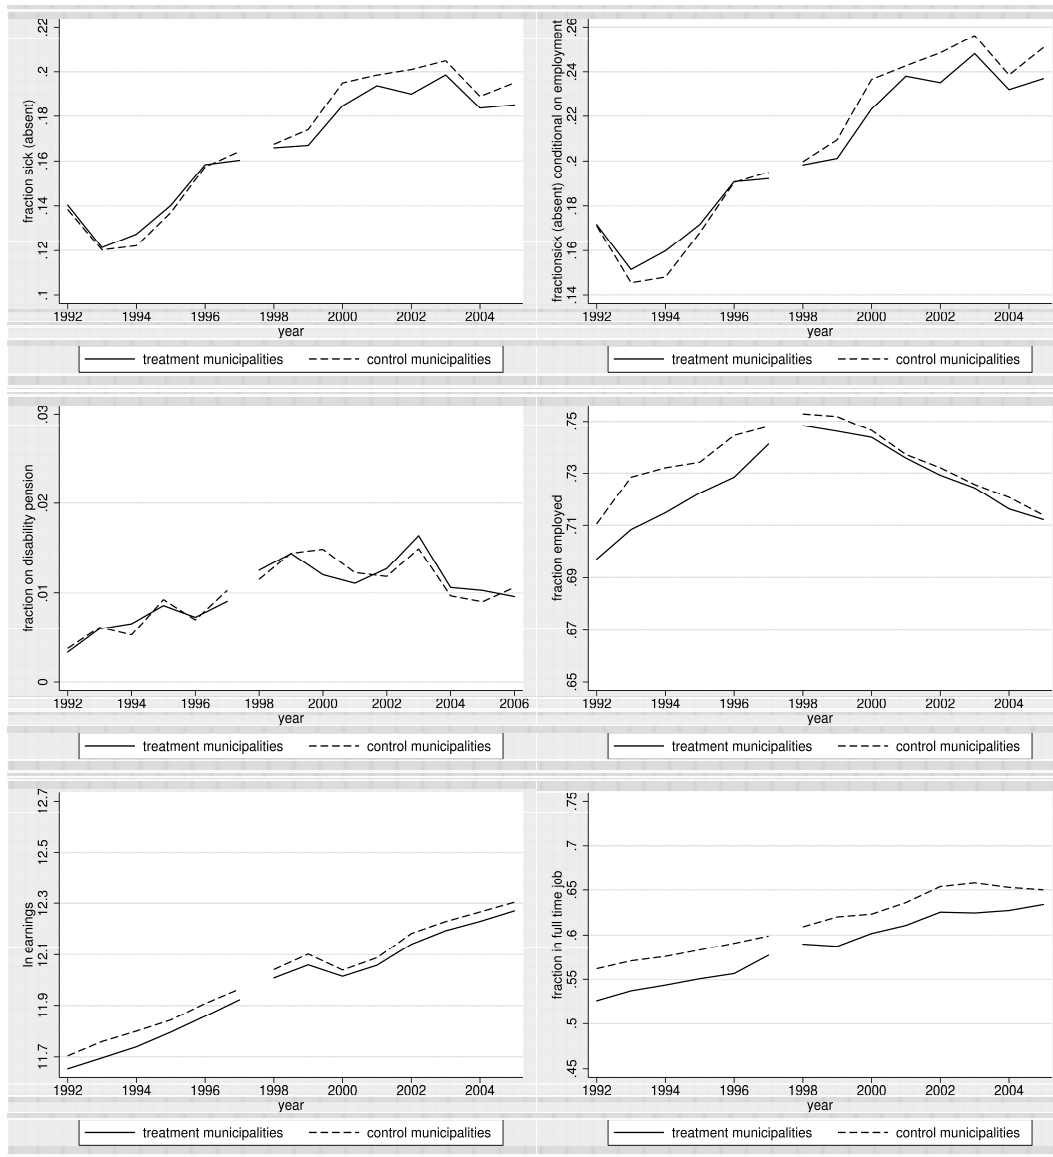 fraction sick (absent)
.22
.2
.18
.16
.14
.12
.1
1992 1994 1996 1998 2000 2002 2004
year
treatment municipalities control municipalities
fractionsick (absent) conditional on employment
.26
.24
.22
.2
.18
.16
.14
1992 1994 1996 1998 2000 2002 2004
year
treatment municipalities control municipalities
fraction on disability pension
.03
.02
.01
0
1992 1994 1996 1998 2000 2002 2004 2006
year
treatment municipalities control municipalities
fraction employed
.75
.73
.71
.69
.67
.65
1992 1994 1996 1998 2000 2002 2004
year
treatment municipalities control municipalities
ln earnings
12.7
12.5
12.3
12.1
11.9
11.7
1992 1994 1996 1998 2000 2002 2004
year
treatment municipalities control municipalities
fraction in full time job
.75
.7
.65
.6
.55
.5
.45
1992 1994 1996 1998 2000 2002 2004
year
treatment municipalities control municipalities